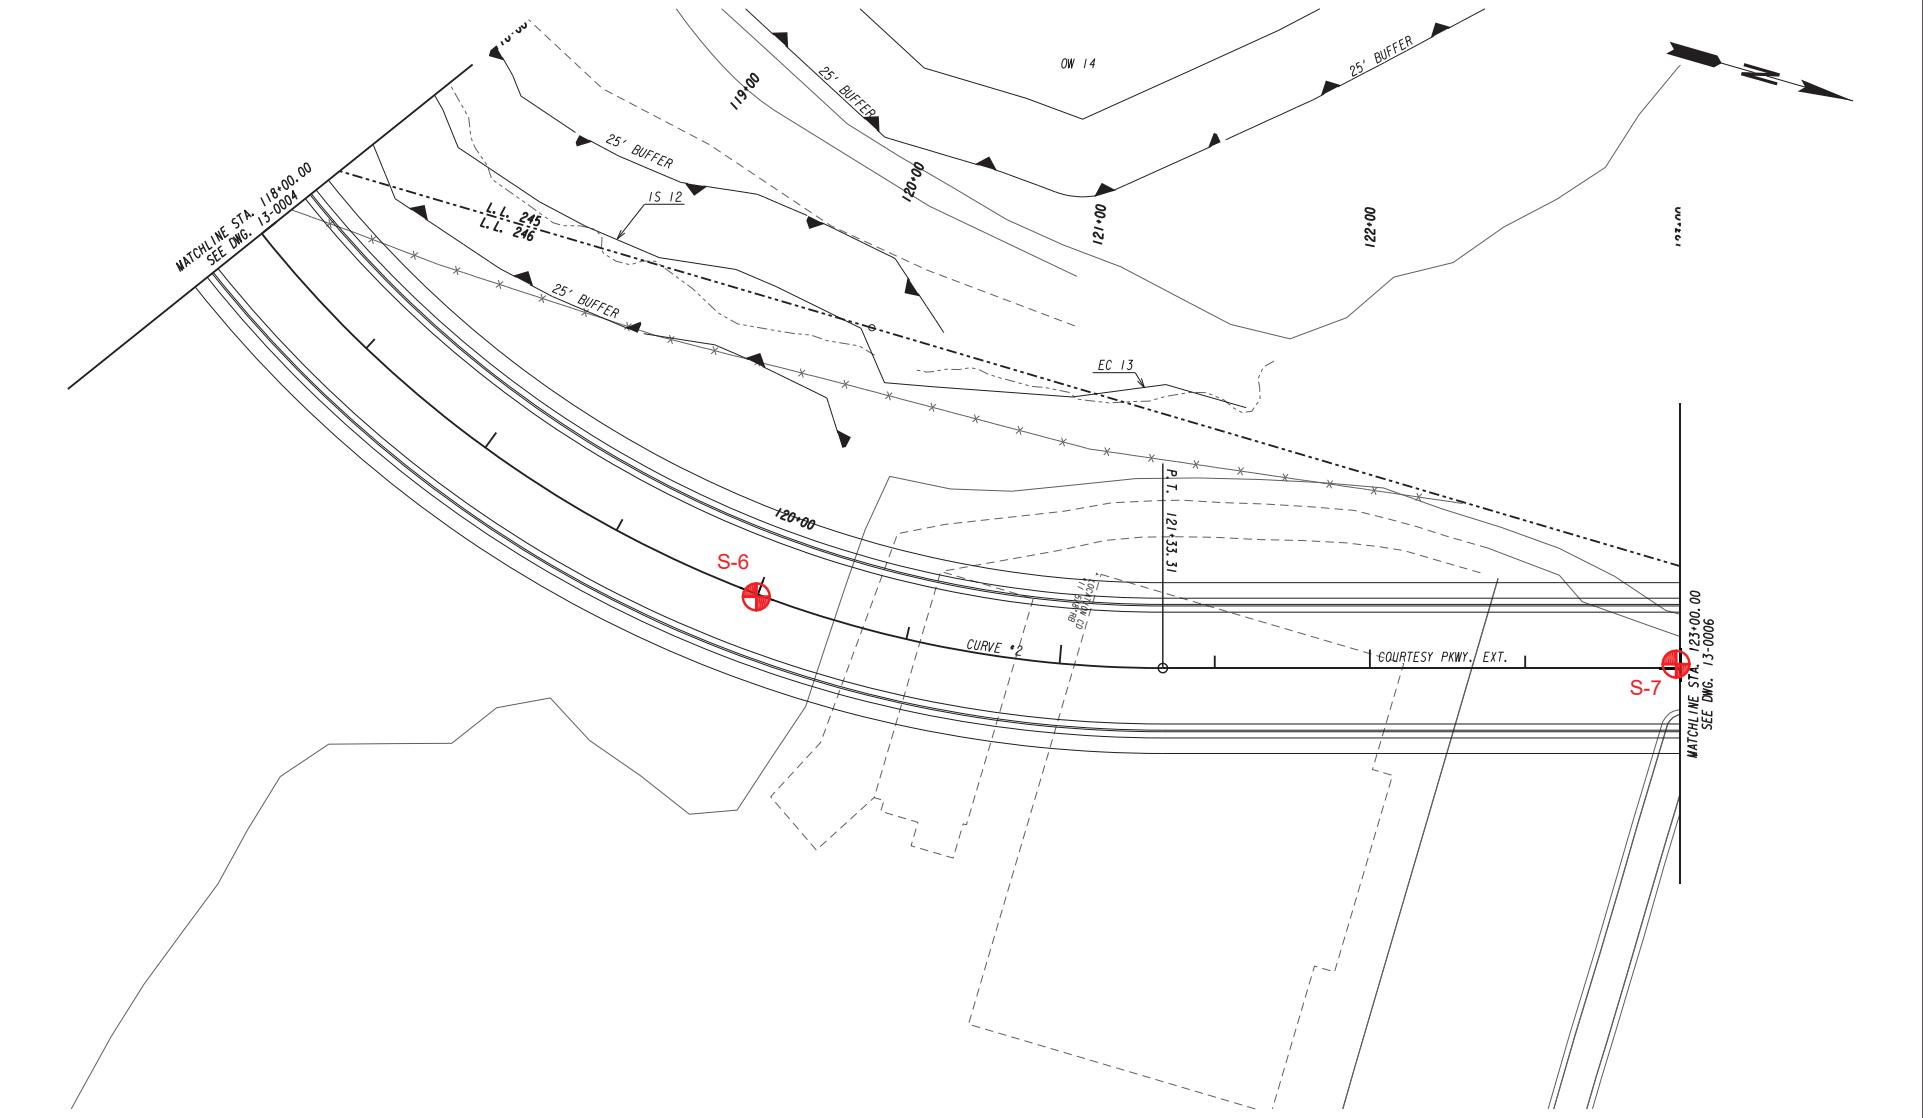 OW 14
25' BUFFER
25' BUFFER
N
119+00
25' BUFFER
120+00
121+00
122+00
IS 12
MATCHLINE STA. 118+00.00
SEE DWG. 13-0004
L.L. 245
L.L. 246
25' BUFFER
EC 13
P.T. 121+33.31
120+00
S-6
CURVE #2
COURTESY PKWY. EXT.
S-7
MATCHLINE STA. 123+00.00
SEE DWG. 13-0006